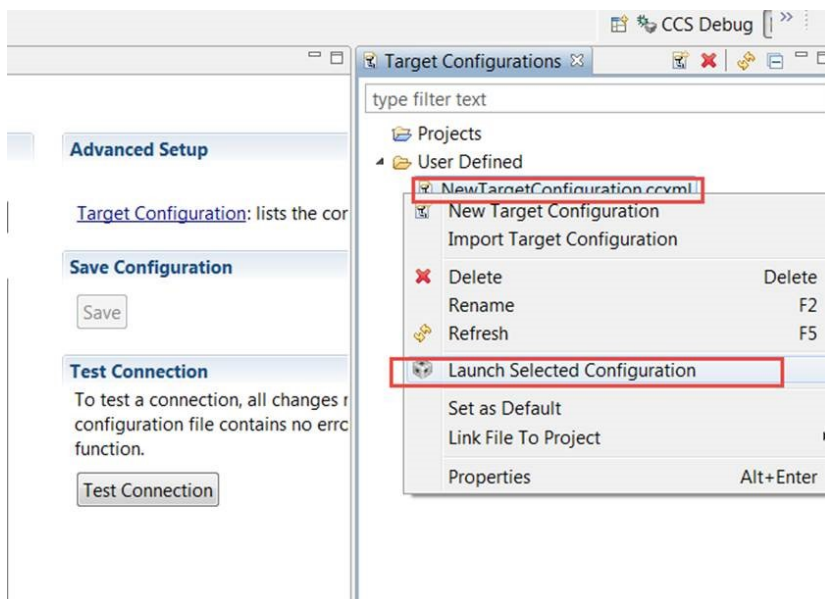 CCS Debug
Target Configurations
type filter text
Projects
User Defined
NewTargetConfiguration.ccxml
New Target Configuration
Import Target Configuration
Delete Delete
Rename F2
Refresh F5
Launch Selected Configuration
Set as Default
Link File To Project
Properties Alt+Enter
Advanced Setup
Target Configuration: lists the cor
Save Configuration
Save
Test Connection
To test a connection, all changes
configuration file contains no erro
function.
Test Connection